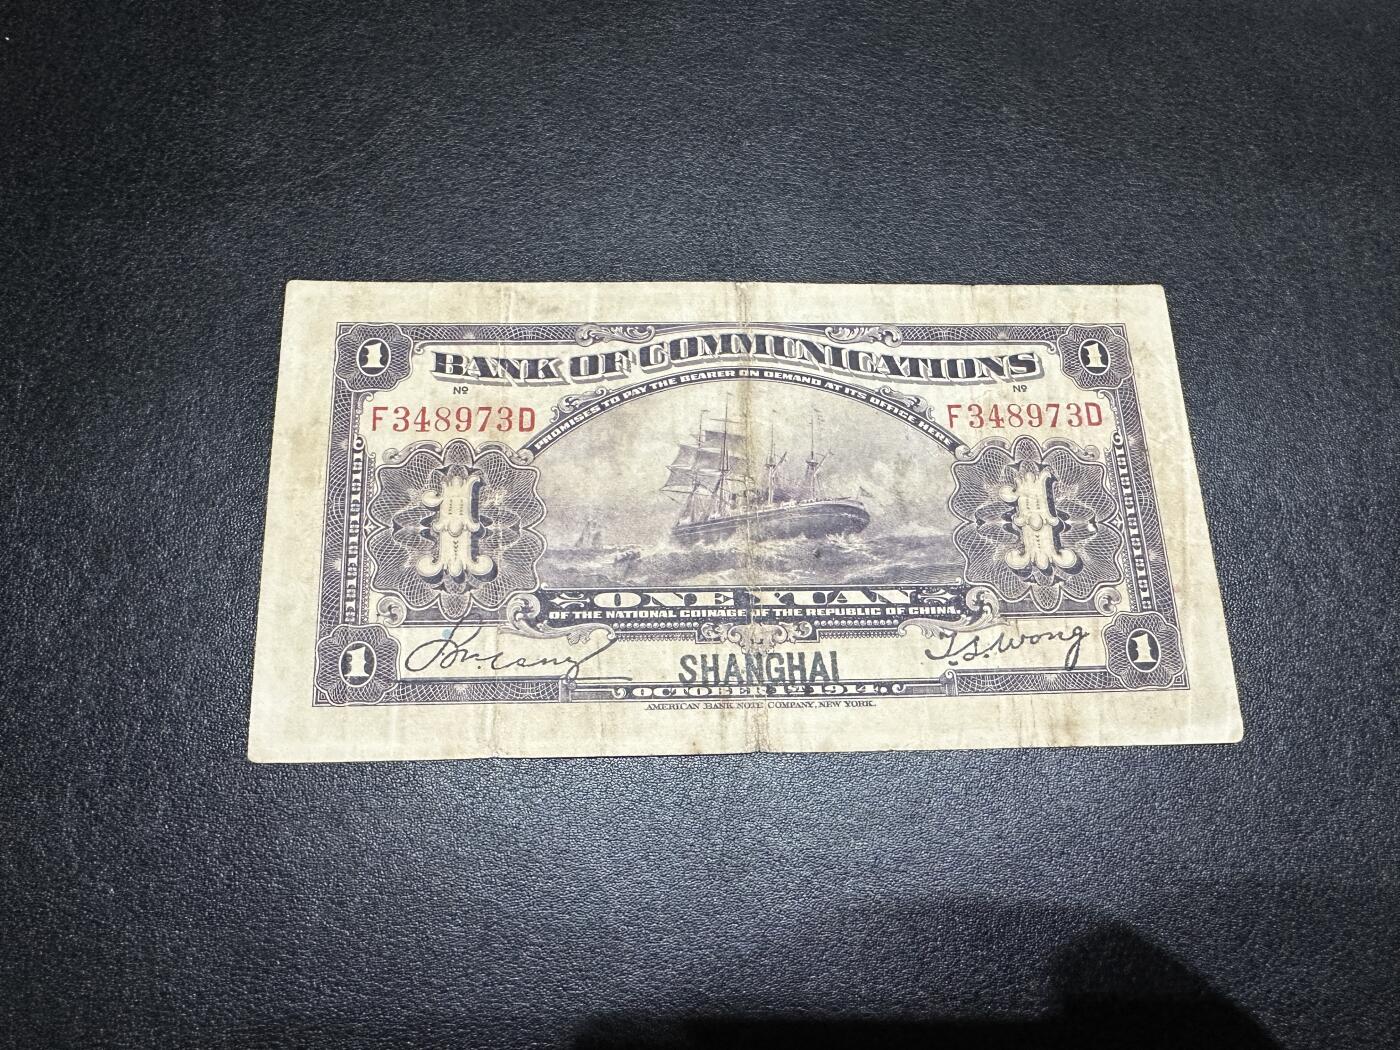 1 BANK OF COMMUNICATIONS 1
PROMISES TO PAY THE BEARER ON DEMAND AT ITS OFFICE HERE
Nº Nº
F348973D F348973D
1 1
ONE YUAN
OF THE NATIONAL COINAGE OF THE REPUBLIC OF CHINA.
T.S. Wong
1 SHANGHAI 1
OCTOBER 1ST 1914.
AMERICAN BANK NOTE COMPANY, NEW YORK.